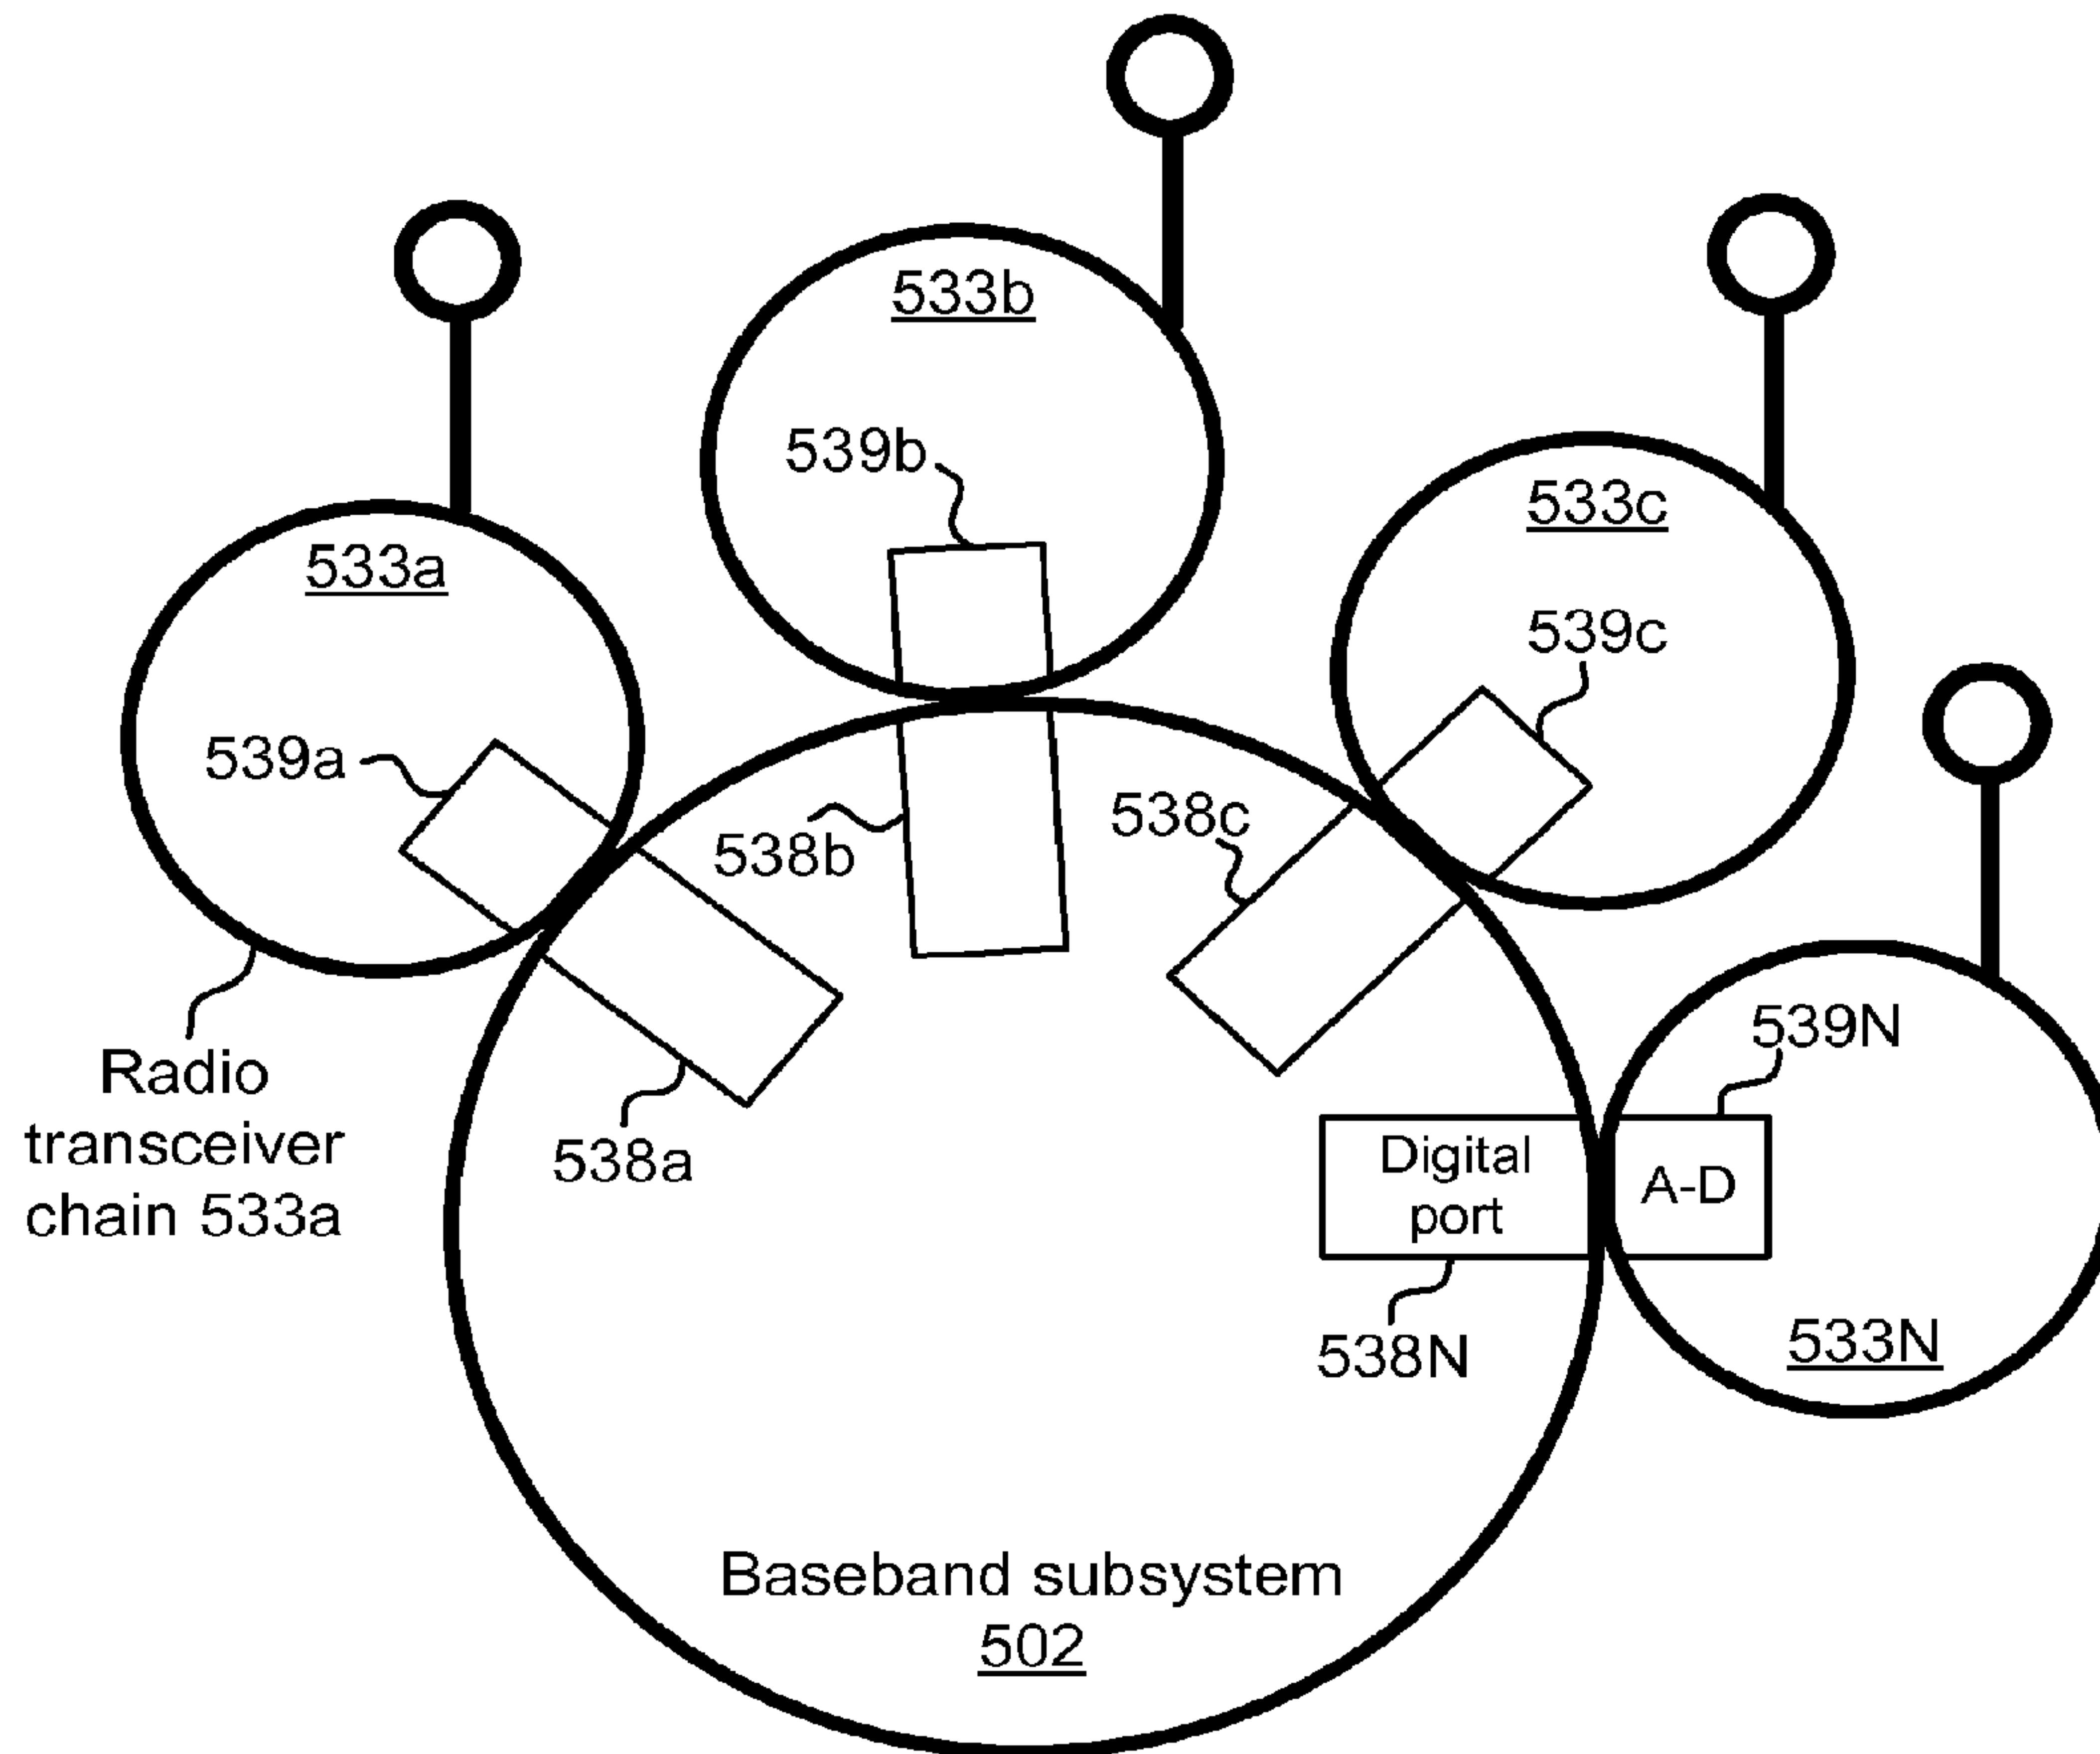 533b
539b
533c
533a
539c
539a
538c
538b
539N
Radio
transceiver
chain 533a
538a
Digital
port
A-D
533N
538N
Baseband subsystem
502